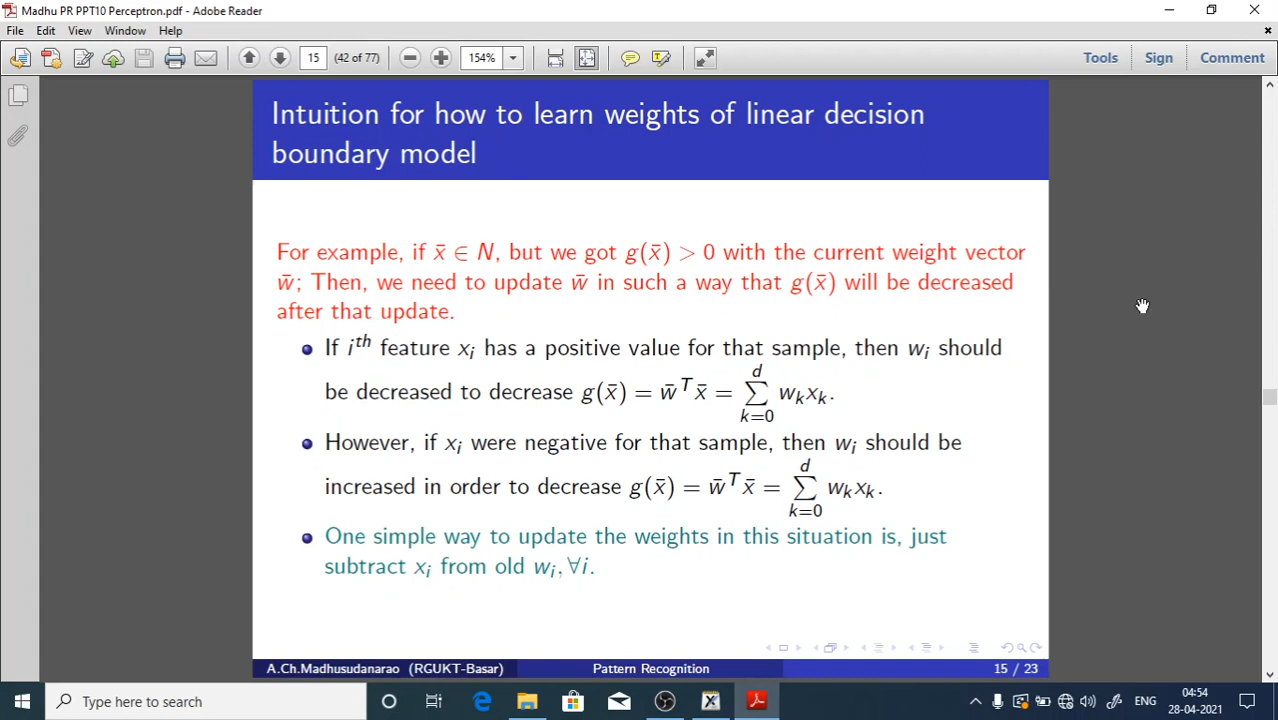 Madhu PR PPT10 Perceptron.pdf - Adobe Reader
File Edit View Window Help
15 (42 of 77) 154% Tools Sign Comment
Intuition for how to learn weights of linear decision
boundary model
For example, if x̄ ∈ N, but we got g(x̄) > 0 with the current weight vector
w̄; Then, we need to update w̄ in such a way that g(x̄) will be decreased
after that update.
If i^th feature x_i has a positive value for that sample, then w_i should
be decreased to decrease g(x̄) = w̄^T x̄ = ∑_{k=0}^{d} w_k x_k.
However, if x_i were negative for that sample, then w_i should be
increased in order to decrease g(x̄) = w̄^T x̄ = ∑_{k=0}^{d} w_k x_k.
One simple way to update the weights in this situation is, just
subtract x_i from old w_i, ∀i.
A.Ch.Madhusudanarao (RGUKT-Basar) Pattern Recognition 15 / 23
Type here to search ENG 04:54
28-04-2021